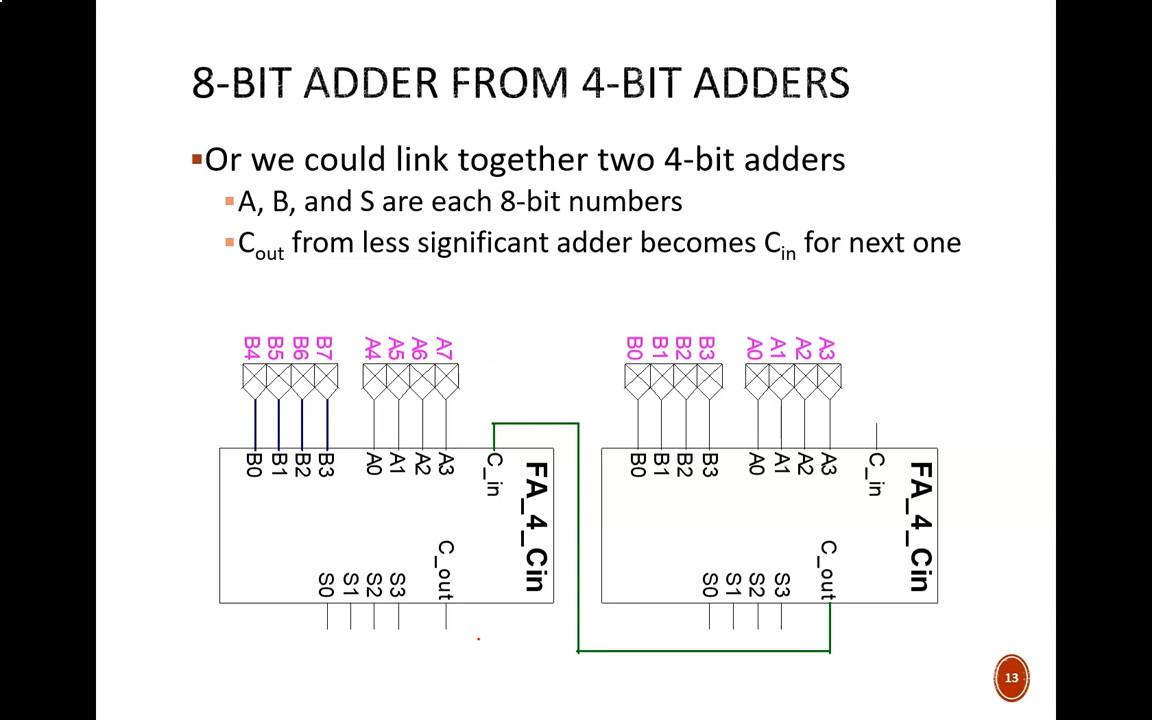 8-BIT ADDER FROM 4-BIT ADDERS
▪Or we could link together two 4-bit adders
▪A, B, and S are each 8-bit numbers
▪Cout from less significant adder becomes Cin for next one
B4 B5 B6 B7 A4 A5 A6 A7
B0 B1 B2 B3 A0 A1 A2 A3
B0 B1 B2 B3 A0 A1 A2 A3 C_in FA_4_Cin
S0 S1 S2 S3 C_out
B0 B1 B2 B3 A0 A1 A2 A3 C_in FA_4_Cin
S0 S1 S2 S3 C_out
13